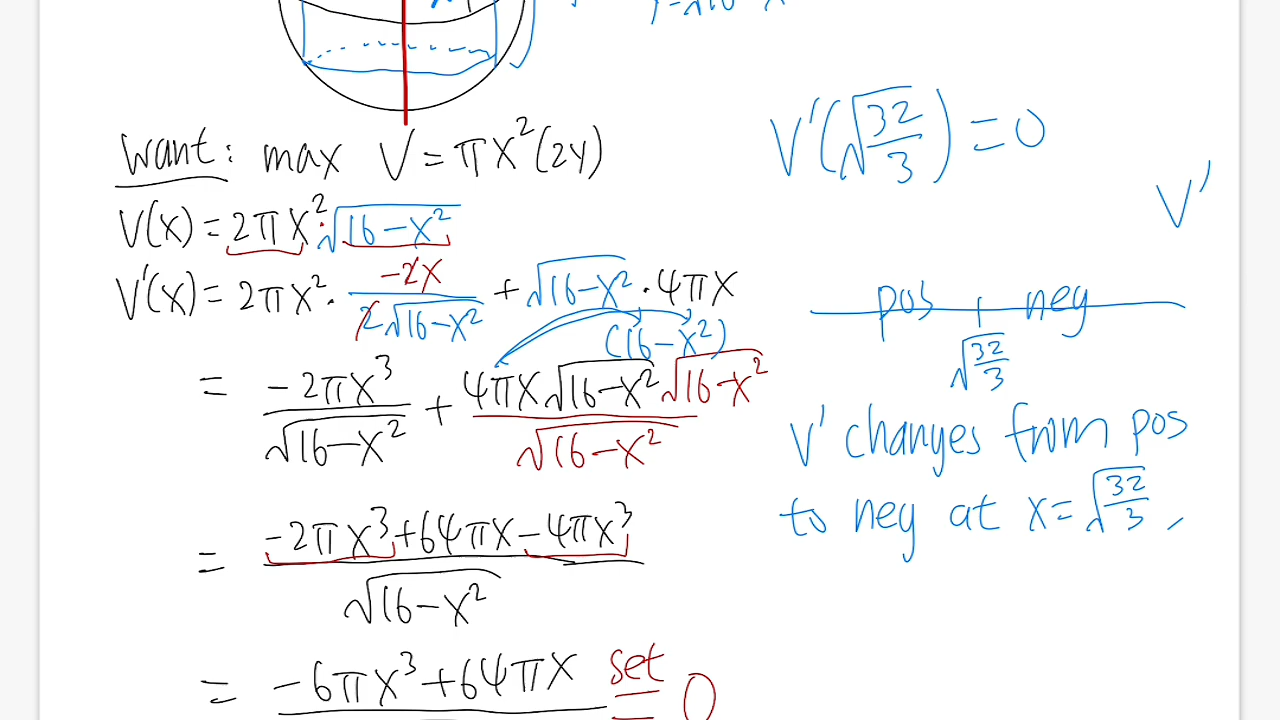 Want: max V = πx²(2y)
V(x) = 2πx²·√(16-x²)
V'(x) = 2πx² · -2x / 2√(16-x²) + √(16-x²) · 4πx
(16-x²)
= -2πx³ / √(16-x²) + 4πx√(16-x²)√(16-x²) / √(16-x²)
= -2πx³+64πx-4πx³ / √(16-x²)
= -6πx³+64πx set = 0
V'(√(32/3)) = 0
V'
pos neg
√(32/3)
V' changes from pos
to neg at x=√(32/3),